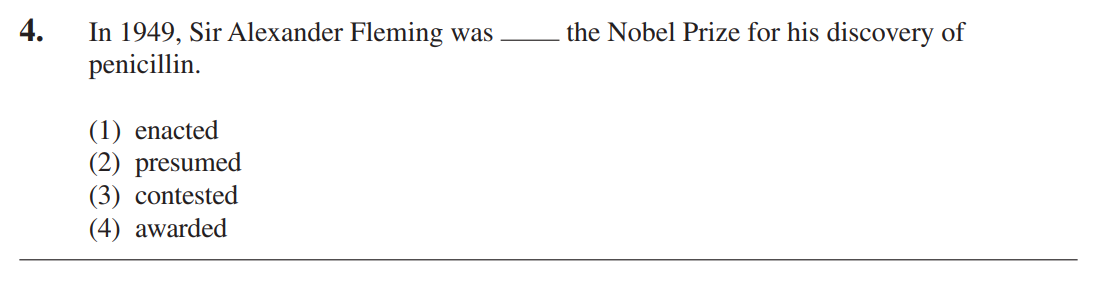 4. In 1949, Sir Alexander Fleming was ____ the Nobel Prize for his discovery of
penicillin.
(1) enacted
(2) presumed
(3) contested
(4) awarded